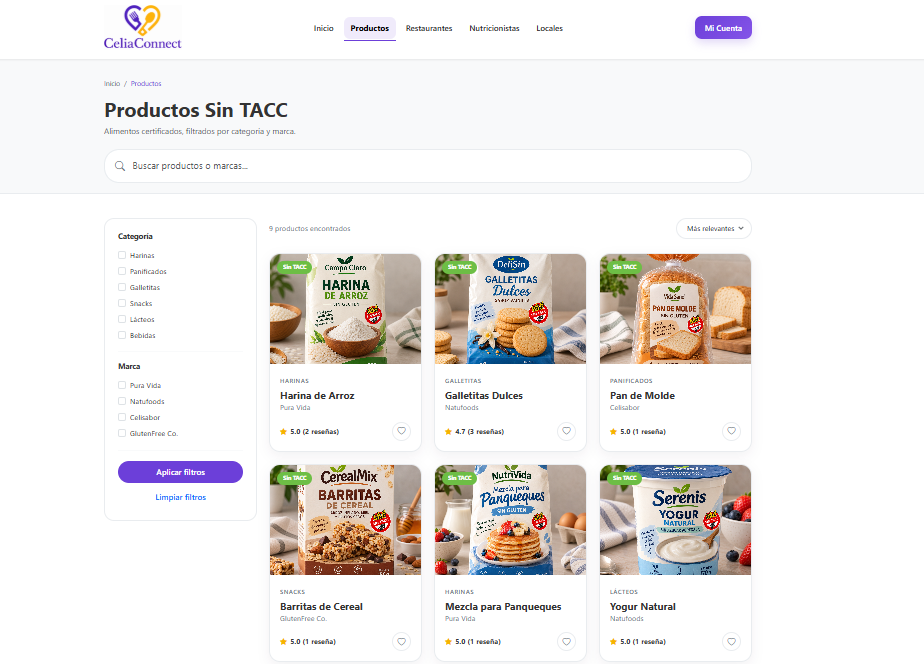 CeliaConnect
Inicio
Productos
Restaurantes
Nutricionistas
Locales
Mi Cuenta
Inicio / Productos
Productos Sin TACC
Alimentos certificados, filtrados por categoría y marca.
Buscar productos o marcas...
Categoría
Harinas
Panificados
Galletitas
Snacks
Lácteos
Bebidas
Marca
Pura Vida
Natufoods
Celisabor
GlutenFree Co.
Aplicar filtros
Limpiar filtros
9 productos encontrados
Más relevantes
Sin TACC
Campo Claro
HARINA
DE ARROZ
SIN GLUTEN
HARINAS
Harina de Arroz
Pura Vida
5.0 (2 reseñas)
Sin TACC
DeliSin
GALLETITAS
Dulces
SABOR VAINILLA
GALLETITAS
Galletitas Dulces
Natufoods
4.7 (3 reseñas)
Sin TACC
VidaSana
PAN DE MOLDE
SIN GLUTEN
PANIFICADOS
Pan de Molde
Celisabor
5.0 (1 reseña)
Sin TACC
CerealMix
BARRITAS
DE CEREAL
SNACKS
Barritas de Cereal
GlutenFree Co.
5.0 (1 reseña)
Sin TACC
NutriVida
Mezcla para
Panqueques
SIN GLUTEN
HARINAS
Mezcla para Panqueques
Pura Vida
5.0 (1 reseña)
Sin TACC
Serenis
YOGUR
NATURAL
LÁCTEOS
Yogur Natural
Natufoods
5.0 (1 reseña)